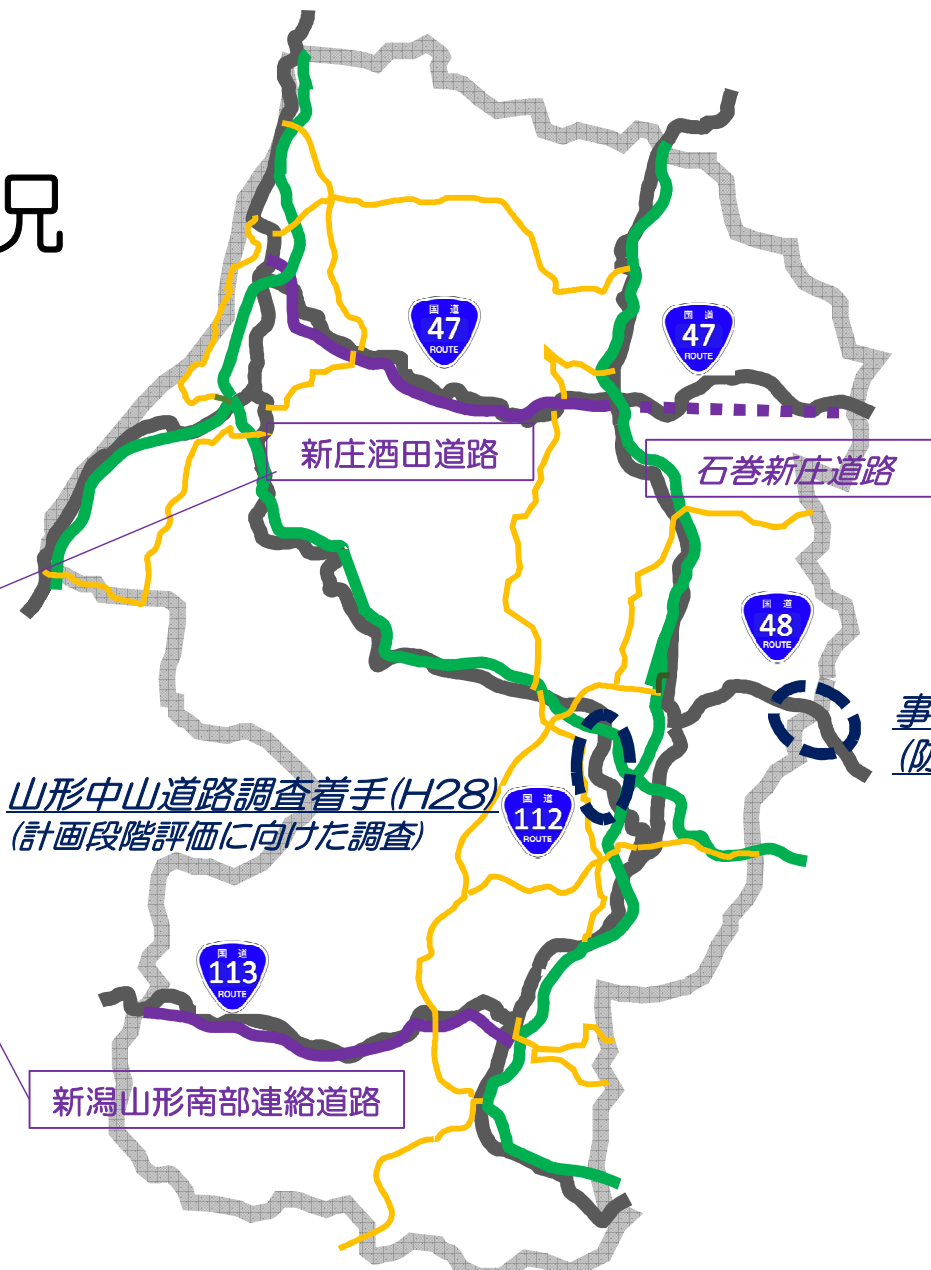 況
国道
47
ROUTE
国道
47
ROUTE
新庄酒田道路
石巻新庄道路
国道
48
ROUTE
山形中山道路調査着手(H28)
(計画段階評価に向けた調査)
国道
112
ROUTE
国道
113
ROUTE
新潟山形南部連絡道路